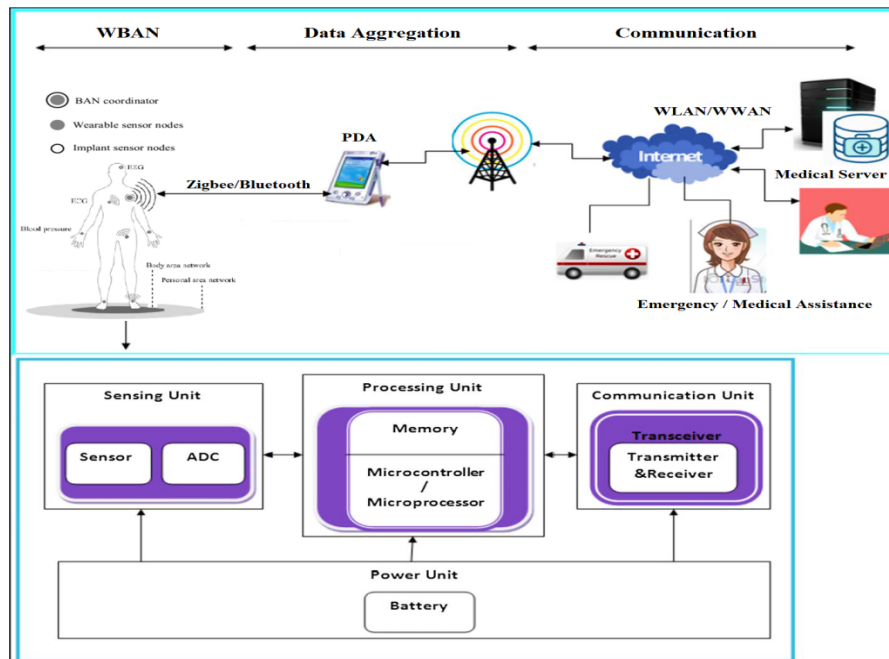 WBAN
Data Aggregation
Communication
BAN coordinator
Wearable sensor nodes
Implant sensor nodes
EEG
ECG
Blood pressure
Body area network
Personal area network
Zigbee/Bluetooth
PDA
WLAN/WWAN
Internet
Medical Server
Emergency
Rescue
Emergency / Medical Assistance
Sensing Unit
Sensor
ADC
Processing Unit
Memory
Microcontroller
/
Microprocessor
Communication Unit
Transceiver
Transmitter
&Receiver
Power Unit
Battery